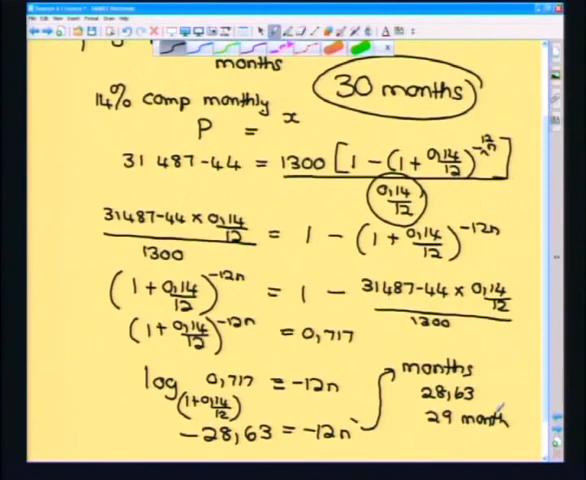 months
30 months
14% comp monthly
P = x
31 487-44 = 1300 [1 - (1 + 0,14/12)^-12n]
0,14/12
31487-44 × 0,14/12 / 1300 = 1 - (1 + 0,14/12)^-12n
(1 + 0,14/12)^-12n = 1 - 31487-44 × 0,14/12 / 1300
(1 + 0,14/12)^-12n = 0,717
log(1+0,14/12) 0,717 = -12n
-28,63 = -12n
months
28,63
29 month